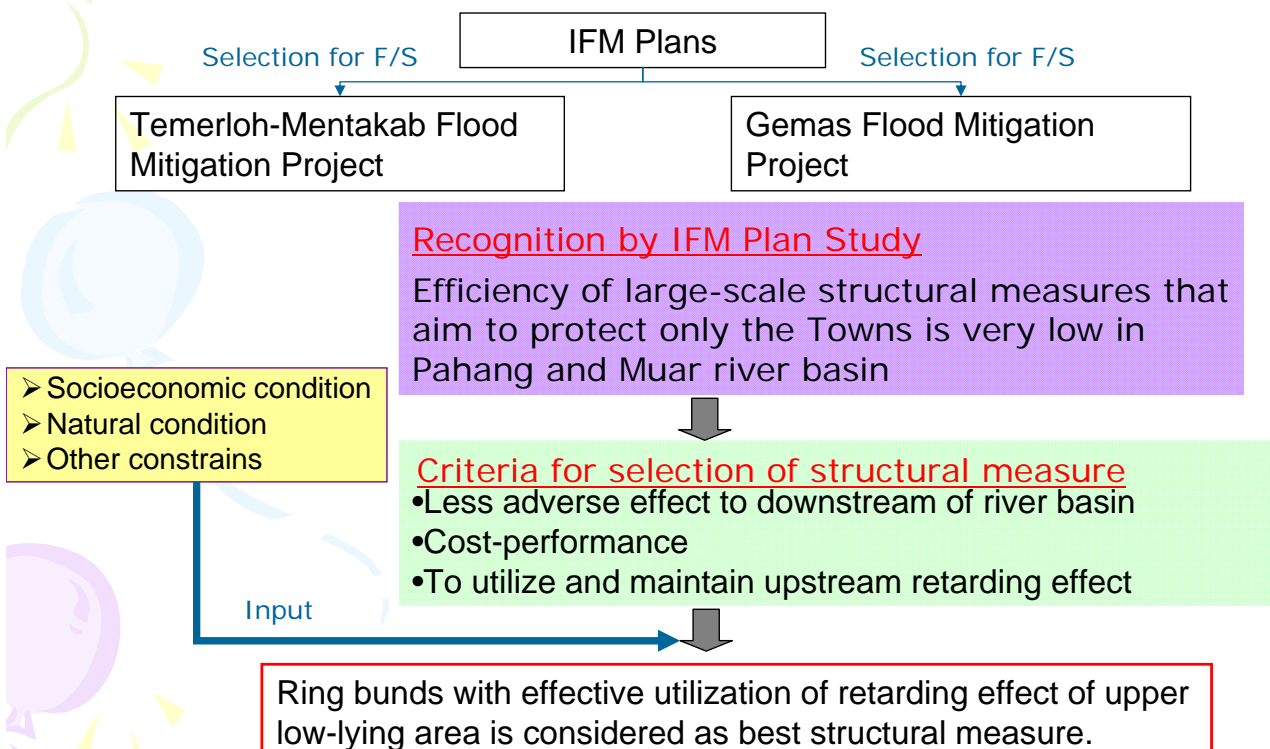 IFM Plans
Selection for F/S
Selection for F/S
Temerloh-Mentakab Flood
Mitigation Project
Gemas Flood Mitigation
Project
Recognition by IFM Plan Study
Efficiency of large-scale structural measures that
aim to protect only the Towns is very low in
Pahang and Muar river basin
➢Socioeconomic condition
➢Natural condition
➢Other constrains
Criteria for selection of structural measure
•Less adverse effect to downstream of river basin
•Cost-performance
•To utilize and maintain upstream retarding effect
Input
Ring bunds with effective utilization of retarding effect of upper
low-lying area is considered as best structural measure.